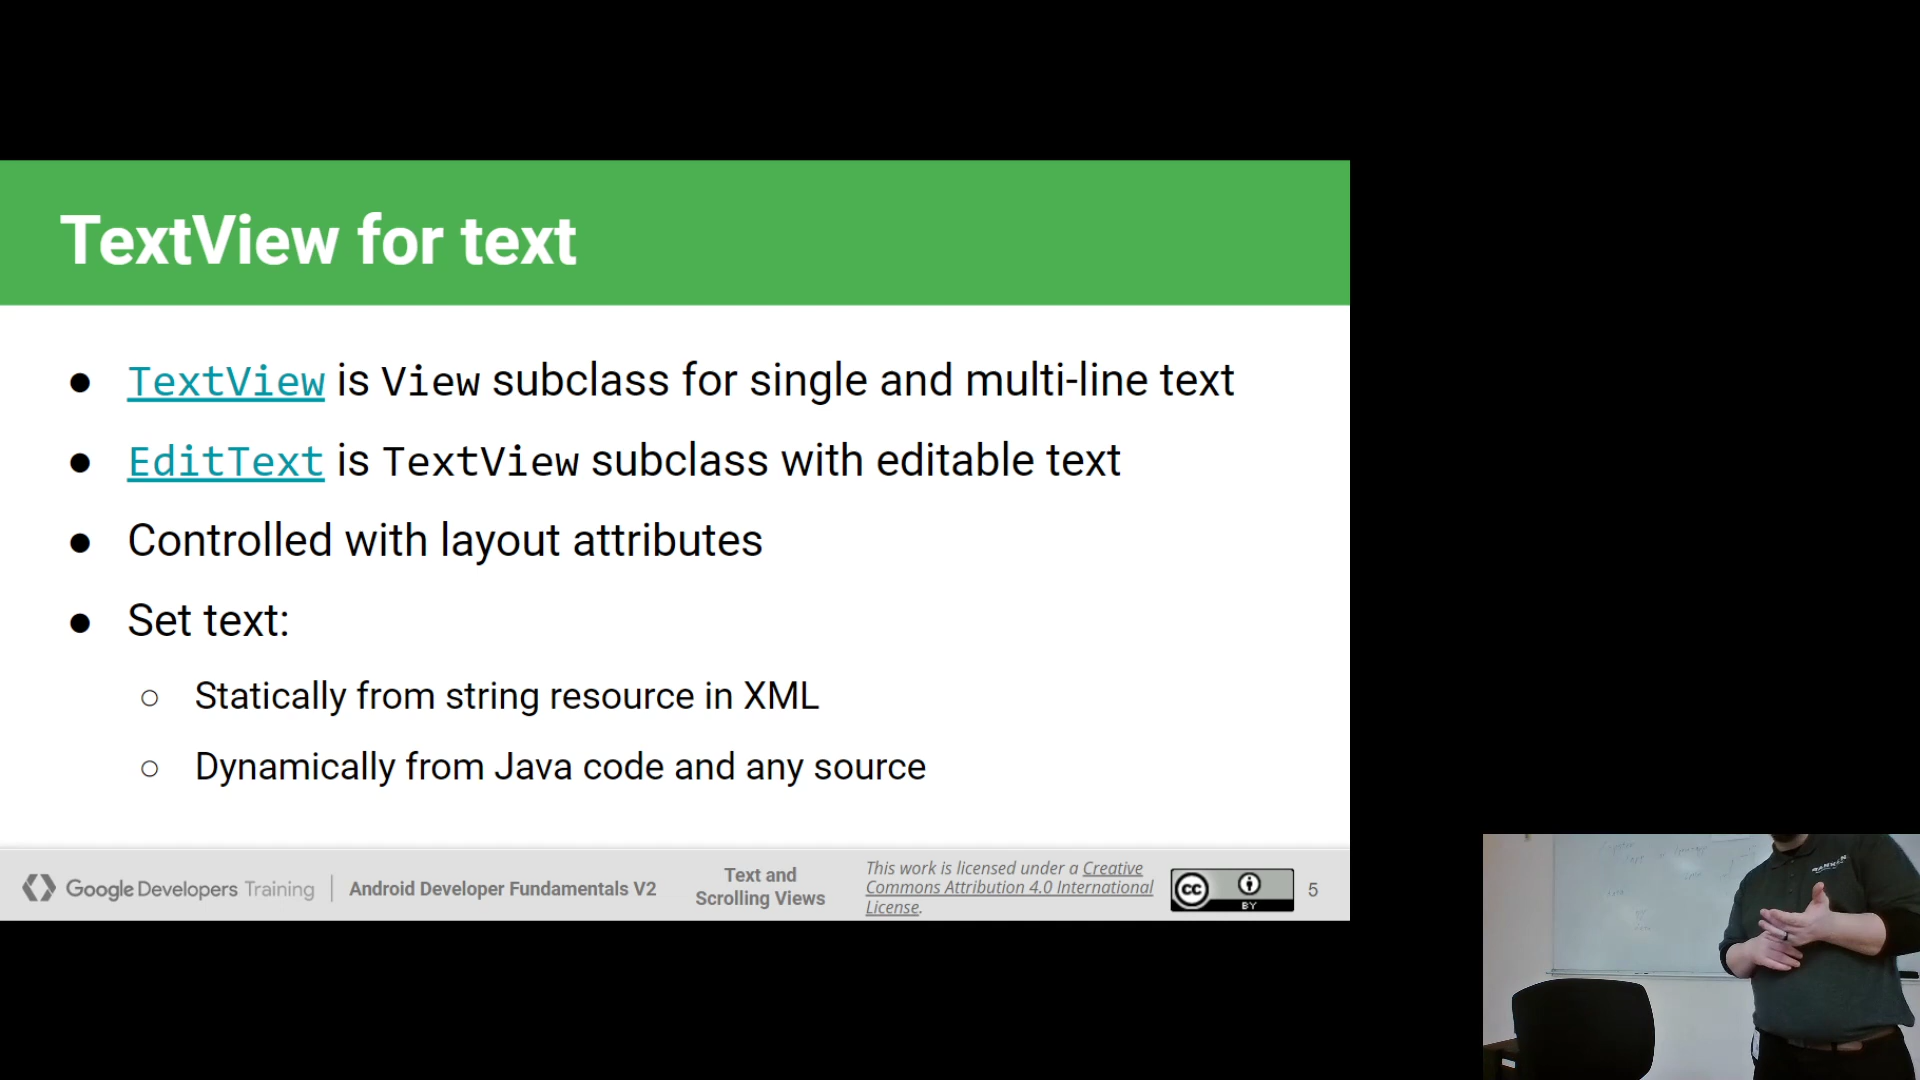 TextView for text
● TextView is View subclass for single and multi-line text
● EditText is TextView subclass with editable text
● Controlled with layout attributes
● Set text:
○ Statically from string resource in XML
○ Dynamically from Java code and any source
Google Developers Training
Android Developer Fundamentals V2
Text and
Scrolling Views
This work is licensed under a Creative
Commons Attribution 4.0 International
License.
cc
BY
5